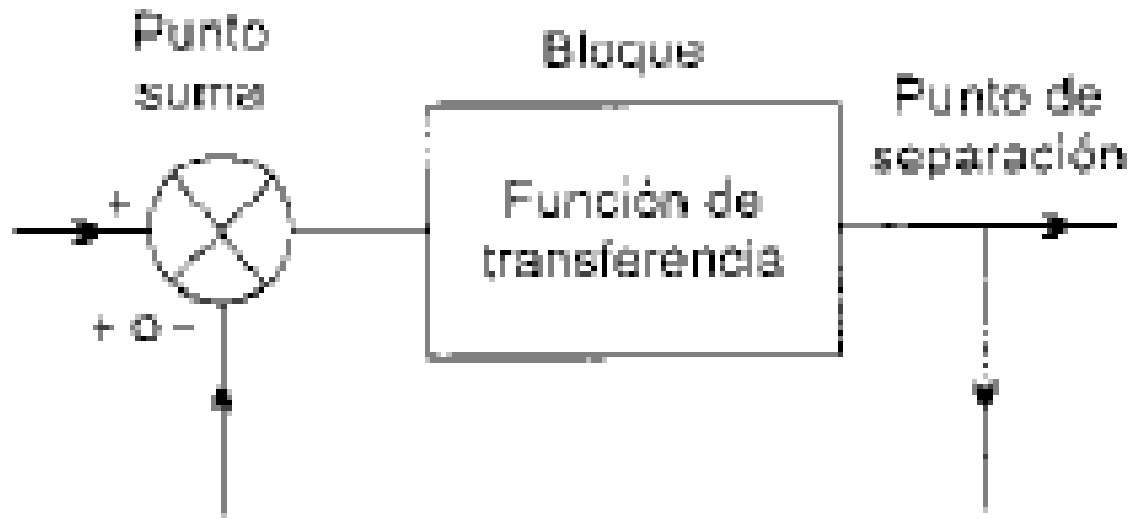 Punto
suma
Bloque
Punto de
separación
Función de
transferencia
+
+ o -